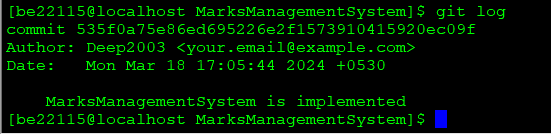 [be22115@localhost MarksManagementSystem]$ git log
commit 535f0a75e86ed695226e2f1573910415920ec09f
Author: Deep2003 <your.email@example.com>
Date:   Mon Mar 18 17:05:44 2024 +0530
    MarksManagementSystem is implemented
[be22115@localhost MarksManagementSystem]$